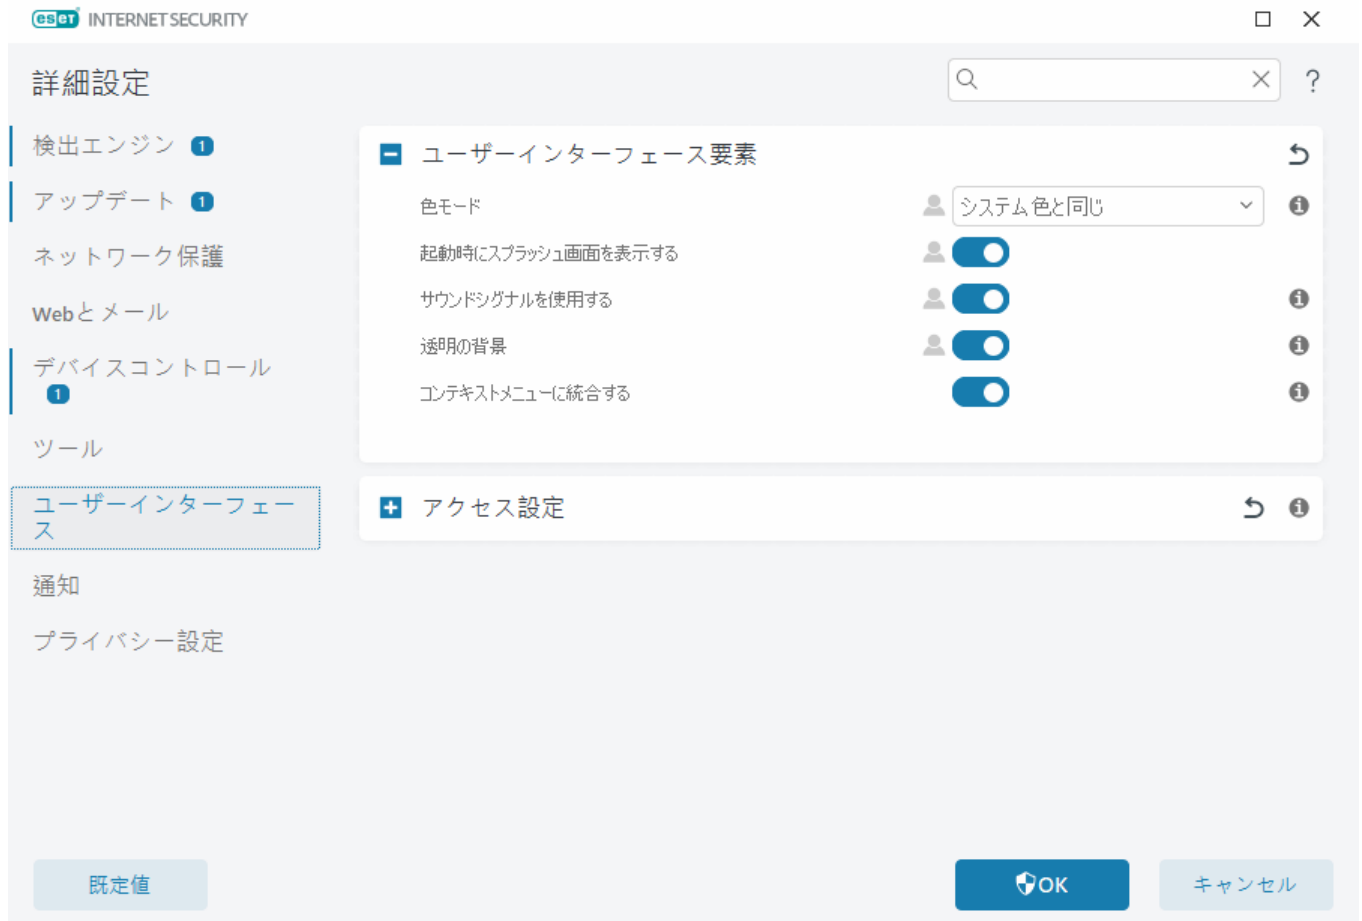 eseT INTERNET SECURITY
詳細設定
?
検出エンジン 1
アップデート 1
ネットワーク保護
Webとメール
デバイスコントロール
1
ツール
ユーザーインターフェー
ス
通知
プライバシー設定
ユーザーインターフェース要素
色モード
システム色と同じ
起動時にスプラッシュ画面を表示する
サウンドシグナルを使用する
透明の背景
コンテキストメニューに統合する
アクセス設定
既定値
OK
キャンセル